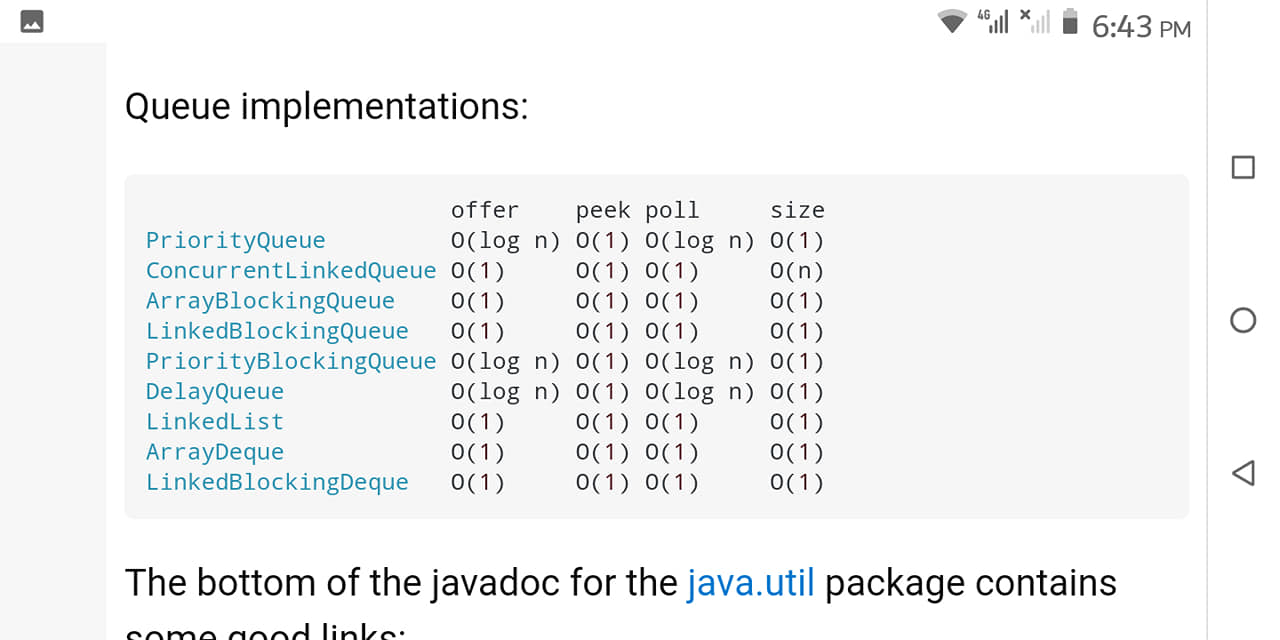 4G x 6:43 PM
Queue implementations:
offer peek poll size
PriorityQueue O(log n) O(1) O(log n) O(1)
ConcurrentLinkedQueue O(1) O(1) O(1) O(n)
ArrayBlockingQueue O(1) O(1) O(1) O(1)
LinkedBlockingQueue O(1) O(1) O(1) O(1)
PriorityBlockingQueue O(log n) O(1) O(log n) O(1)
DelayQueue O(log n) O(1) O(log n) O(1)
LinkedList O(1) O(1) O(1) O(1)
ArrayDeque O(1) O(1) O(1) O(1)
LinkedBlockingDeque O(1) O(1) O(1) O(1)
The bottom of the javadoc for the java.util package contains
some good links: